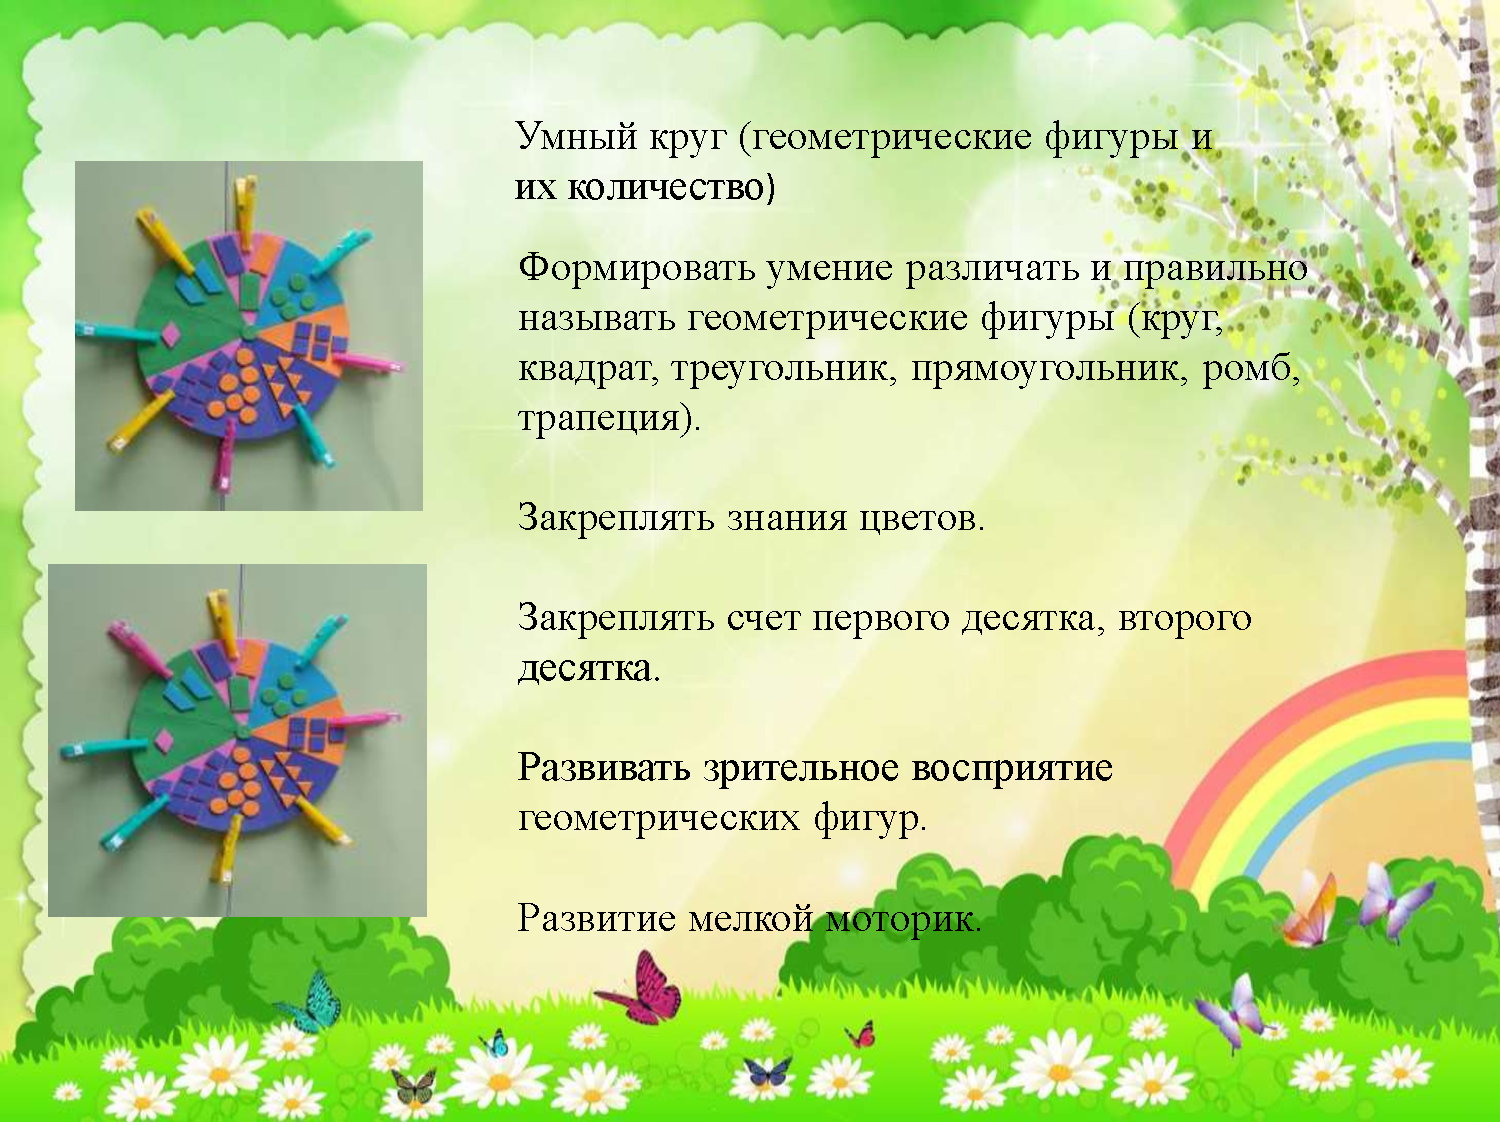 Умный круг (геометрические фигуры и
их количество)
Формировать умение различать и правильно
называть геометрические фигуры (круг,
квадрат, треугольник, прямоугольник, ромб,
трапеция).
Закреплять знания цветов.
Закреплять счет первого десятка, второго
десятка.
Развивать зрительное восприятие
геометрических фигур.
Развитие мелкой моторик.